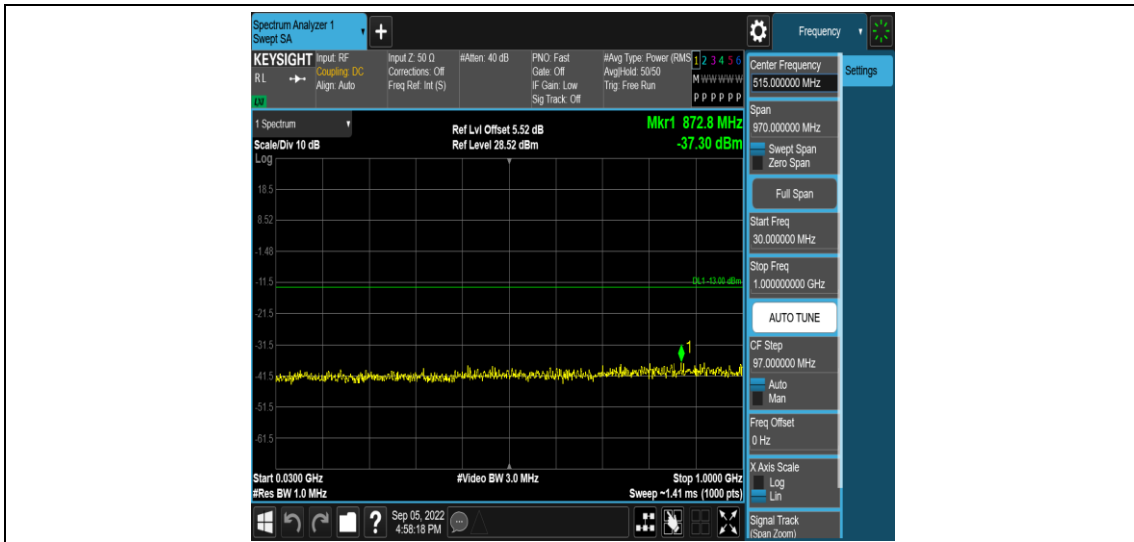 Spectrum Analyzer 1
Swept SA
+
Frequency
KEYSIGHT
RL
LXI
Input: RF
Coupling: DC
Align: Auto
Input Z: 50 Ω
Corrections: Off
Freq Ref: Int (S)
#Atten: 40 dB
PNO: Fast
Gate: Off
IF Gain: Low
Sig Track: Off
#Avg Type: Power (RMS
Avg|Hold: 50/50
Trig: Free Run
1 2 3 4 5 6
M W W W W W
P P P P P P
1 Spectrum
Scale/Div 10 dB
Log
Ref Lvl Offset 5.52 dB
Ref Level 28.52 dBm
Mkr1 872.8 MHz
-37.30 dBm
18.5
8.52
-1.48
-11.5
DL1 -13.00 dBm
-21.5
-31.5
1
-41.5
-51.5
-61.5
Start 0.0300 GHz
#Res BW 1.0 MHz
#Video BW 3.0 MHz
Stop 1.0000 GHz
Sweep ~1.41 ms (1000 pts)
?
Sep 05, 2022
4:58:18 PM
Center Frequency
515.000000 MHz
Settings
Span
970.000000 MHz
Swept Span
Zero Span
Full Span
Start Freq
30.000000 MHz
Stop Freq
1.000000000 GHz
AUTO TUNE
CF Step
97.000000 MHz
Auto
Man
Freq Offset
0 Hz
X Axis Scale
Log
Lin
Signal Track
(Span Zoom)